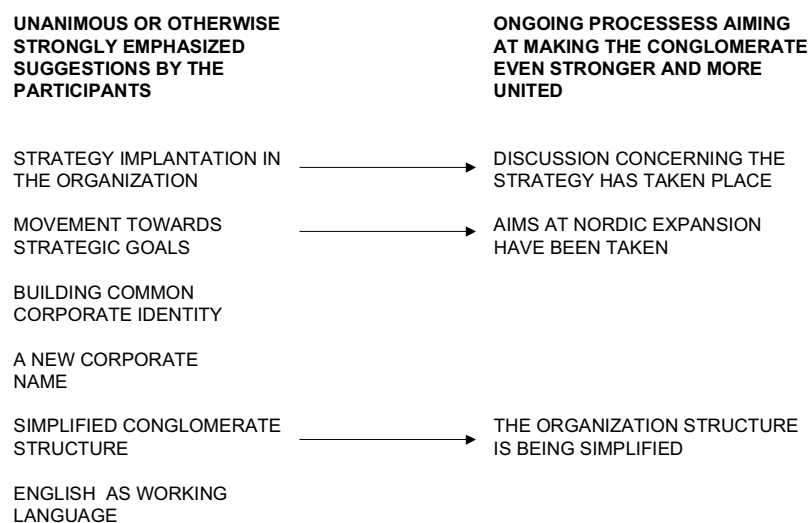 UNANIMOUS OR OTHERWISE
STRONGLY EMPHASIZED
SUGGESTIONS BY THE
PARTICIPANTS
ONGOING PROCESSESS AIMING
AT MAKING THE CONGLOMERATE
EVEN STRONGER AND MORE
UNITED
STRATEGY IMPLANTATION IN
THE ORGANIZATION
DISCUSSION CONCERNING THE
STRATEGY HAS TAKEN PLACE
MOVEMENT TOWARDS
STRATEGIC GOALS
AIMS AT NORDIC EXPANSION
HAVE BEEN TAKEN
BUILDING COMMON
CORPORATE IDENTITY
A NEW CORPORATE
NAME
SIMPLIFIED CONGLOMERATE
STRUCTURE
THE ORGANIZATION STRUCTURE
IS BEING SIMPLIFIED
ENGLISH AS WORKING
LANGUAGE